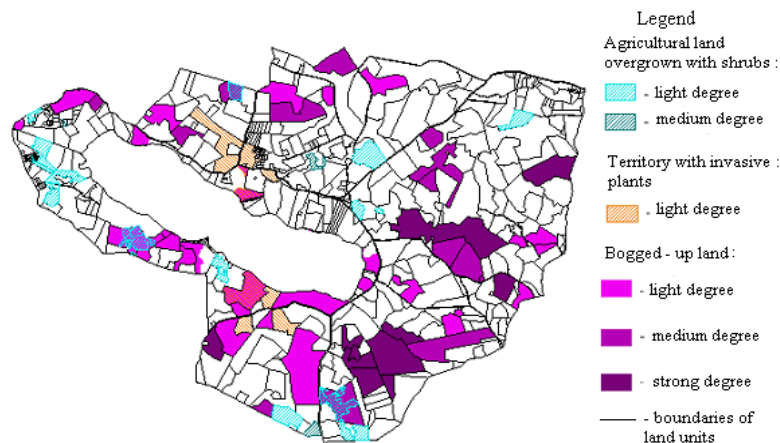 Legend
Agricultural land
overgrown with shrubs :
- light degree
- medium degree
Territory with invasive :
plants
- light degree
Bogged - up land :
- light degree
- medium degree
- strong degree
- boundaries of
land units